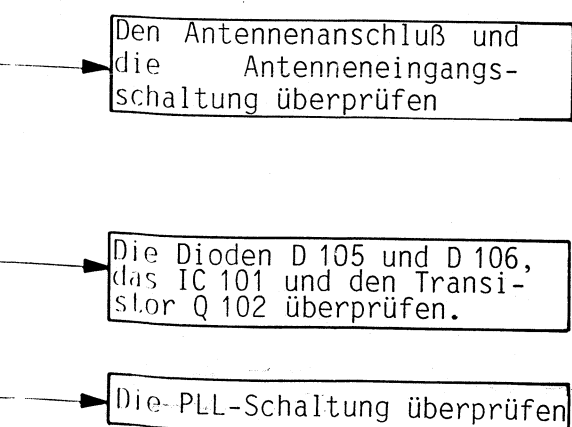 Den Antennenanschluß und
die Antenneneingangs-
schaltung überprüfen
Die Dioden D 105 und D 106,
das IC 101 und den Transi-
stor Q 102 überprüfen.
Die PLL-Schaltung überprüfen